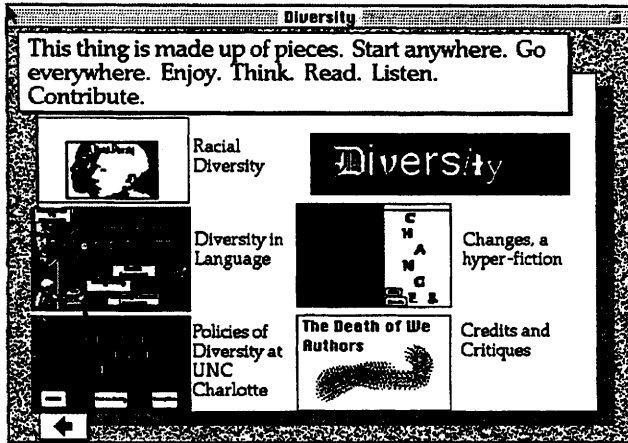 Diversity
This thing is made up of pieces. Start anywhere. Go
everywhere. Enjoy. Think. Read. Listen.
Contribute.
Racial
Diversity
Diversity
Diversity in
Language
C
H
A
N
G
E S
Changes, a
hyper-fiction
Policies of
Diversity at
UNC
Charlotte
The Death of We
Authors
Credits and
Critiques